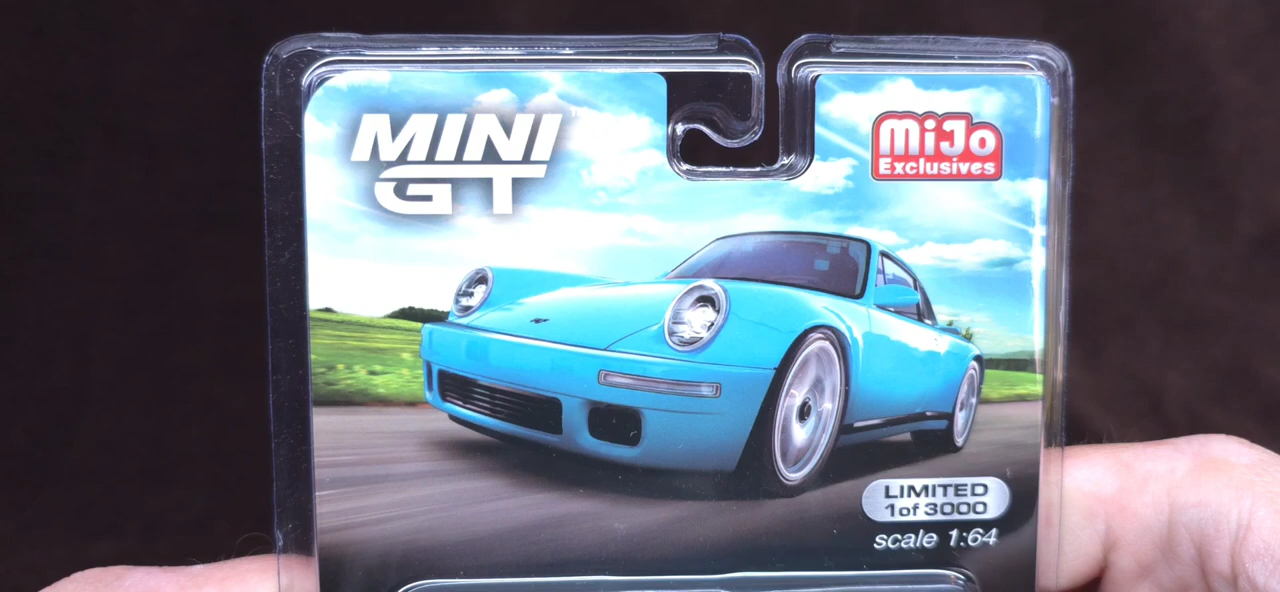 MINI
GT
MiJo
Exclusives
LIMITED
1of 3000
scale 1:64